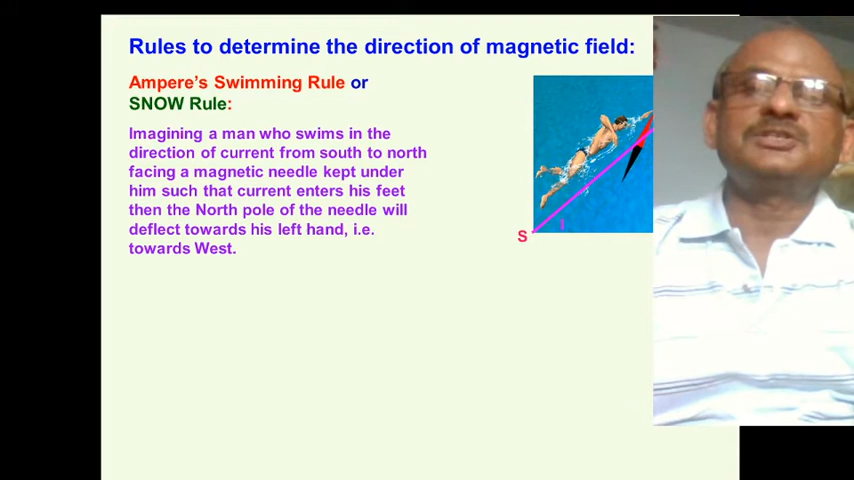 Rules to determine the direction of magnetic field:
Ampere's Swimming Rule or
SNOW Rule:
Imagining a man who swims in the
direction of current from south to north
facing a magnetic needle kept under
him such that current enters his feet
then the North pole of the needle will
deflect towards his left hand, i.e.
towards West.
S
I